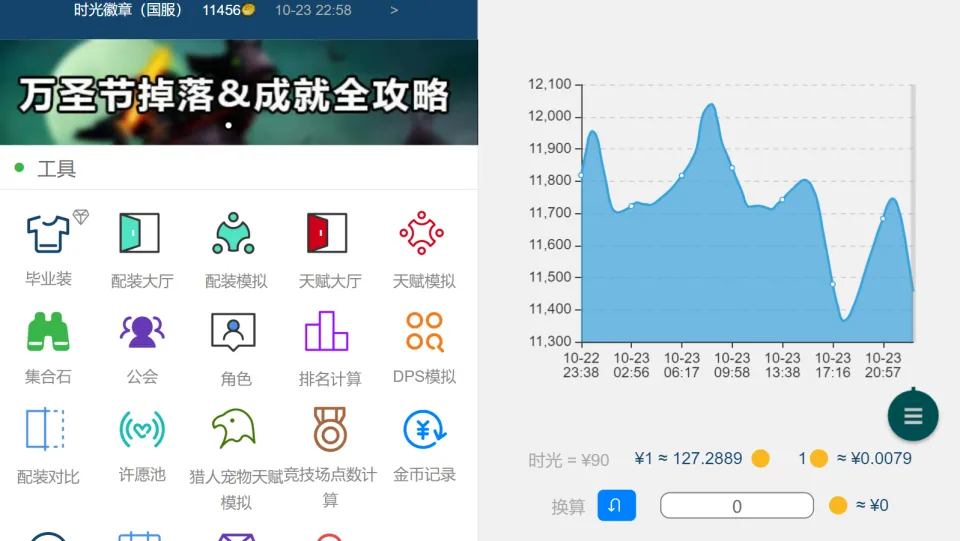 时光徽章（国服） 11456 10-23 22:58 >
万圣节掉落&成就全攻略
工具
毕业装 配装大厅 配装模拟 天赋大厅 天赋模拟
集合石 公会 角色 排名计算 DPS模拟
配装对比 许愿池 猎人宠物天赋模拟 竞技场点数计算 金币记录
12,100
12,000
11,900
11,800
11,700
11,600
11,500
11,400
11,300
10-22 23:38 10-23 02:56 10-23 06:17 10-23 09:58 10-23 13:38 10-23 17:16 10-23 20:57
时光 = ¥90 ¥1 ≈ 127.2889 1 ≈ ¥0.0079
换算 0 ≈ ¥0